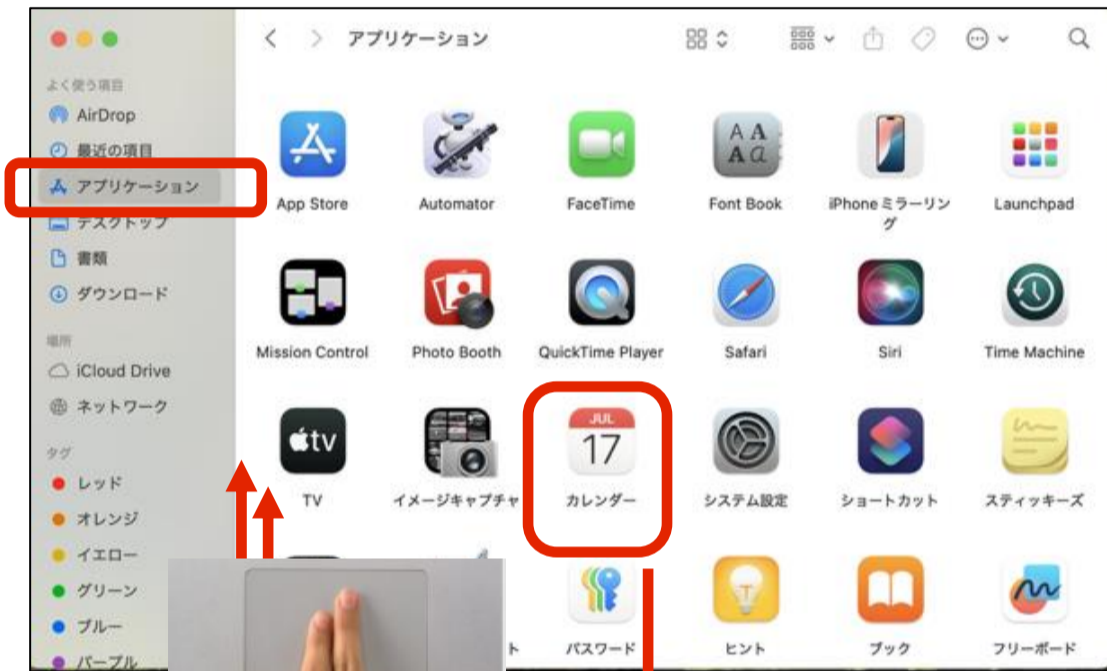 アプリケーション
よく使う項目
AirDrop
最近の項目
アプリケーション
デスクトップ
書類
ダウンロード
場所
iCloud Drive
ネットワーク
タグ
レッド
オレンジ
イエロー
グリーン
ブルー
パープル
A A
A a
App Store
Automator
FaceTime
Font Book
iPhone ミラーリン
グ
Launchpad
Mission Control
Photo Booth
QuickTime Player
Safari
Siri
Time Machine
tv
JUL
17
TV
イメージキャプチャ
カレンダー
システム設定
ショートカット
スティッキーズ
ト
パスワード
ヒント
ブック
フリーボード